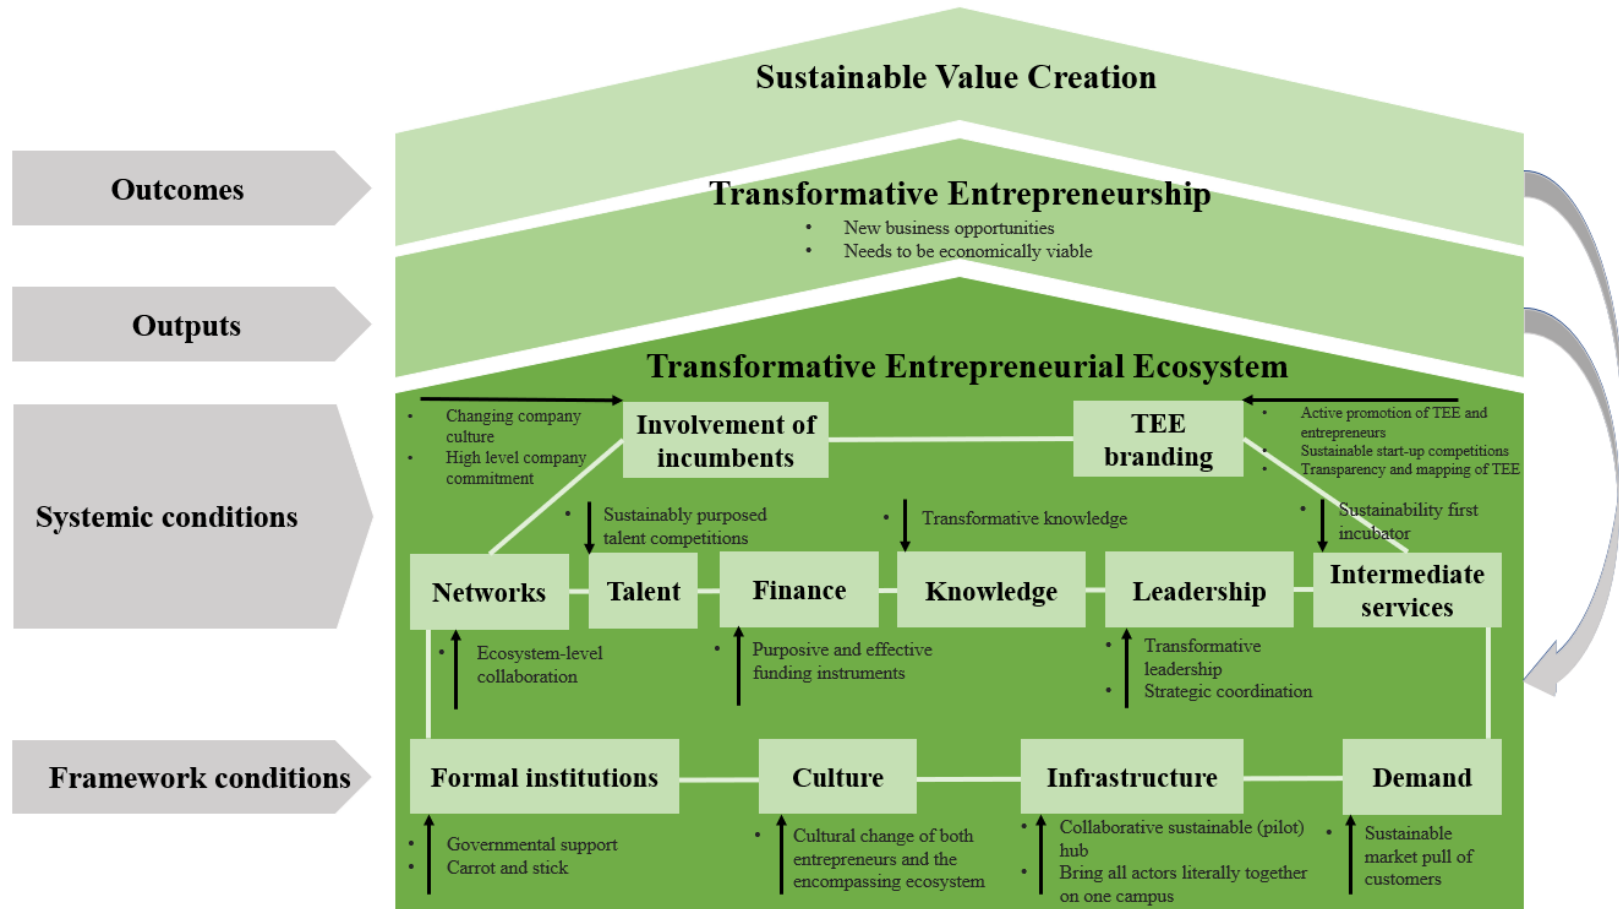 Sustainable Value Creation
Outcomes
Transformative Entrepreneurship
• New business opportunities
• Needs to be economically viable
Outputs
Transformative Entrepreneurial Ecosystem
Systemic conditions
• Changing company
culture
• High level company
commitment
Involvement of
incumbents
TEE
branding
• Active promotion of TEE and
entrepreneurs
• Sustainable start-up competitions
• Transparency and mapping of TEE
• Sustainably purposed
talent competitions
• Transformative knowledge
• Sustainability first
incubator
Networks
Talent
Finance
Knowledge
Leadership
Intermediate
services
• Ecosystem-level
collaboration
• Purposive and effective
funding instruments
• Transformative
leadership
• Strategic coordination
Framework conditions
Formal institutions
Culture
Infrastructure
Demand
• Governmental support
• Carrot and stick
• Cultural change of both
entrepreneurs and the
encompassing ecosystem
• Collaborative sustainable (pilot)
hub
• Bring all actors literally together
on one campus
• Sustainable
market pull of
customers